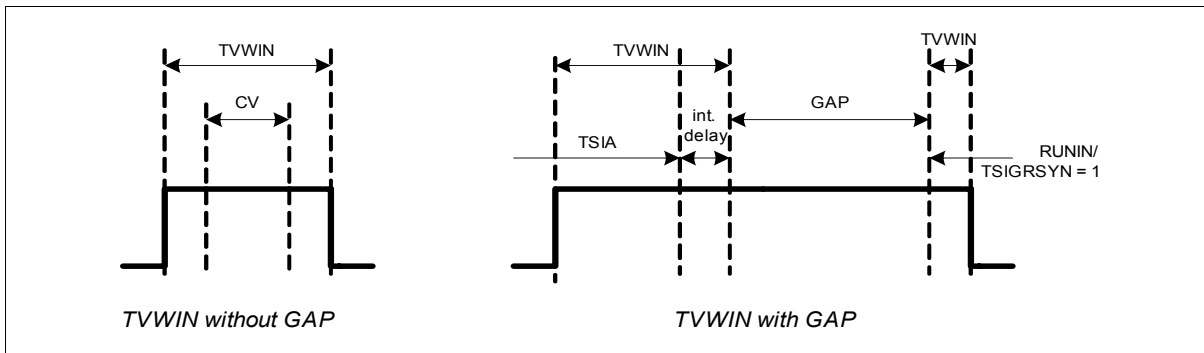 TVWIN
CV
TVWIN without GAP
TVWIN
TVWIN
int.
delay
GAP
TSIA
RUNIN/
TSIGRSYN = 1
TVWIN with GAP